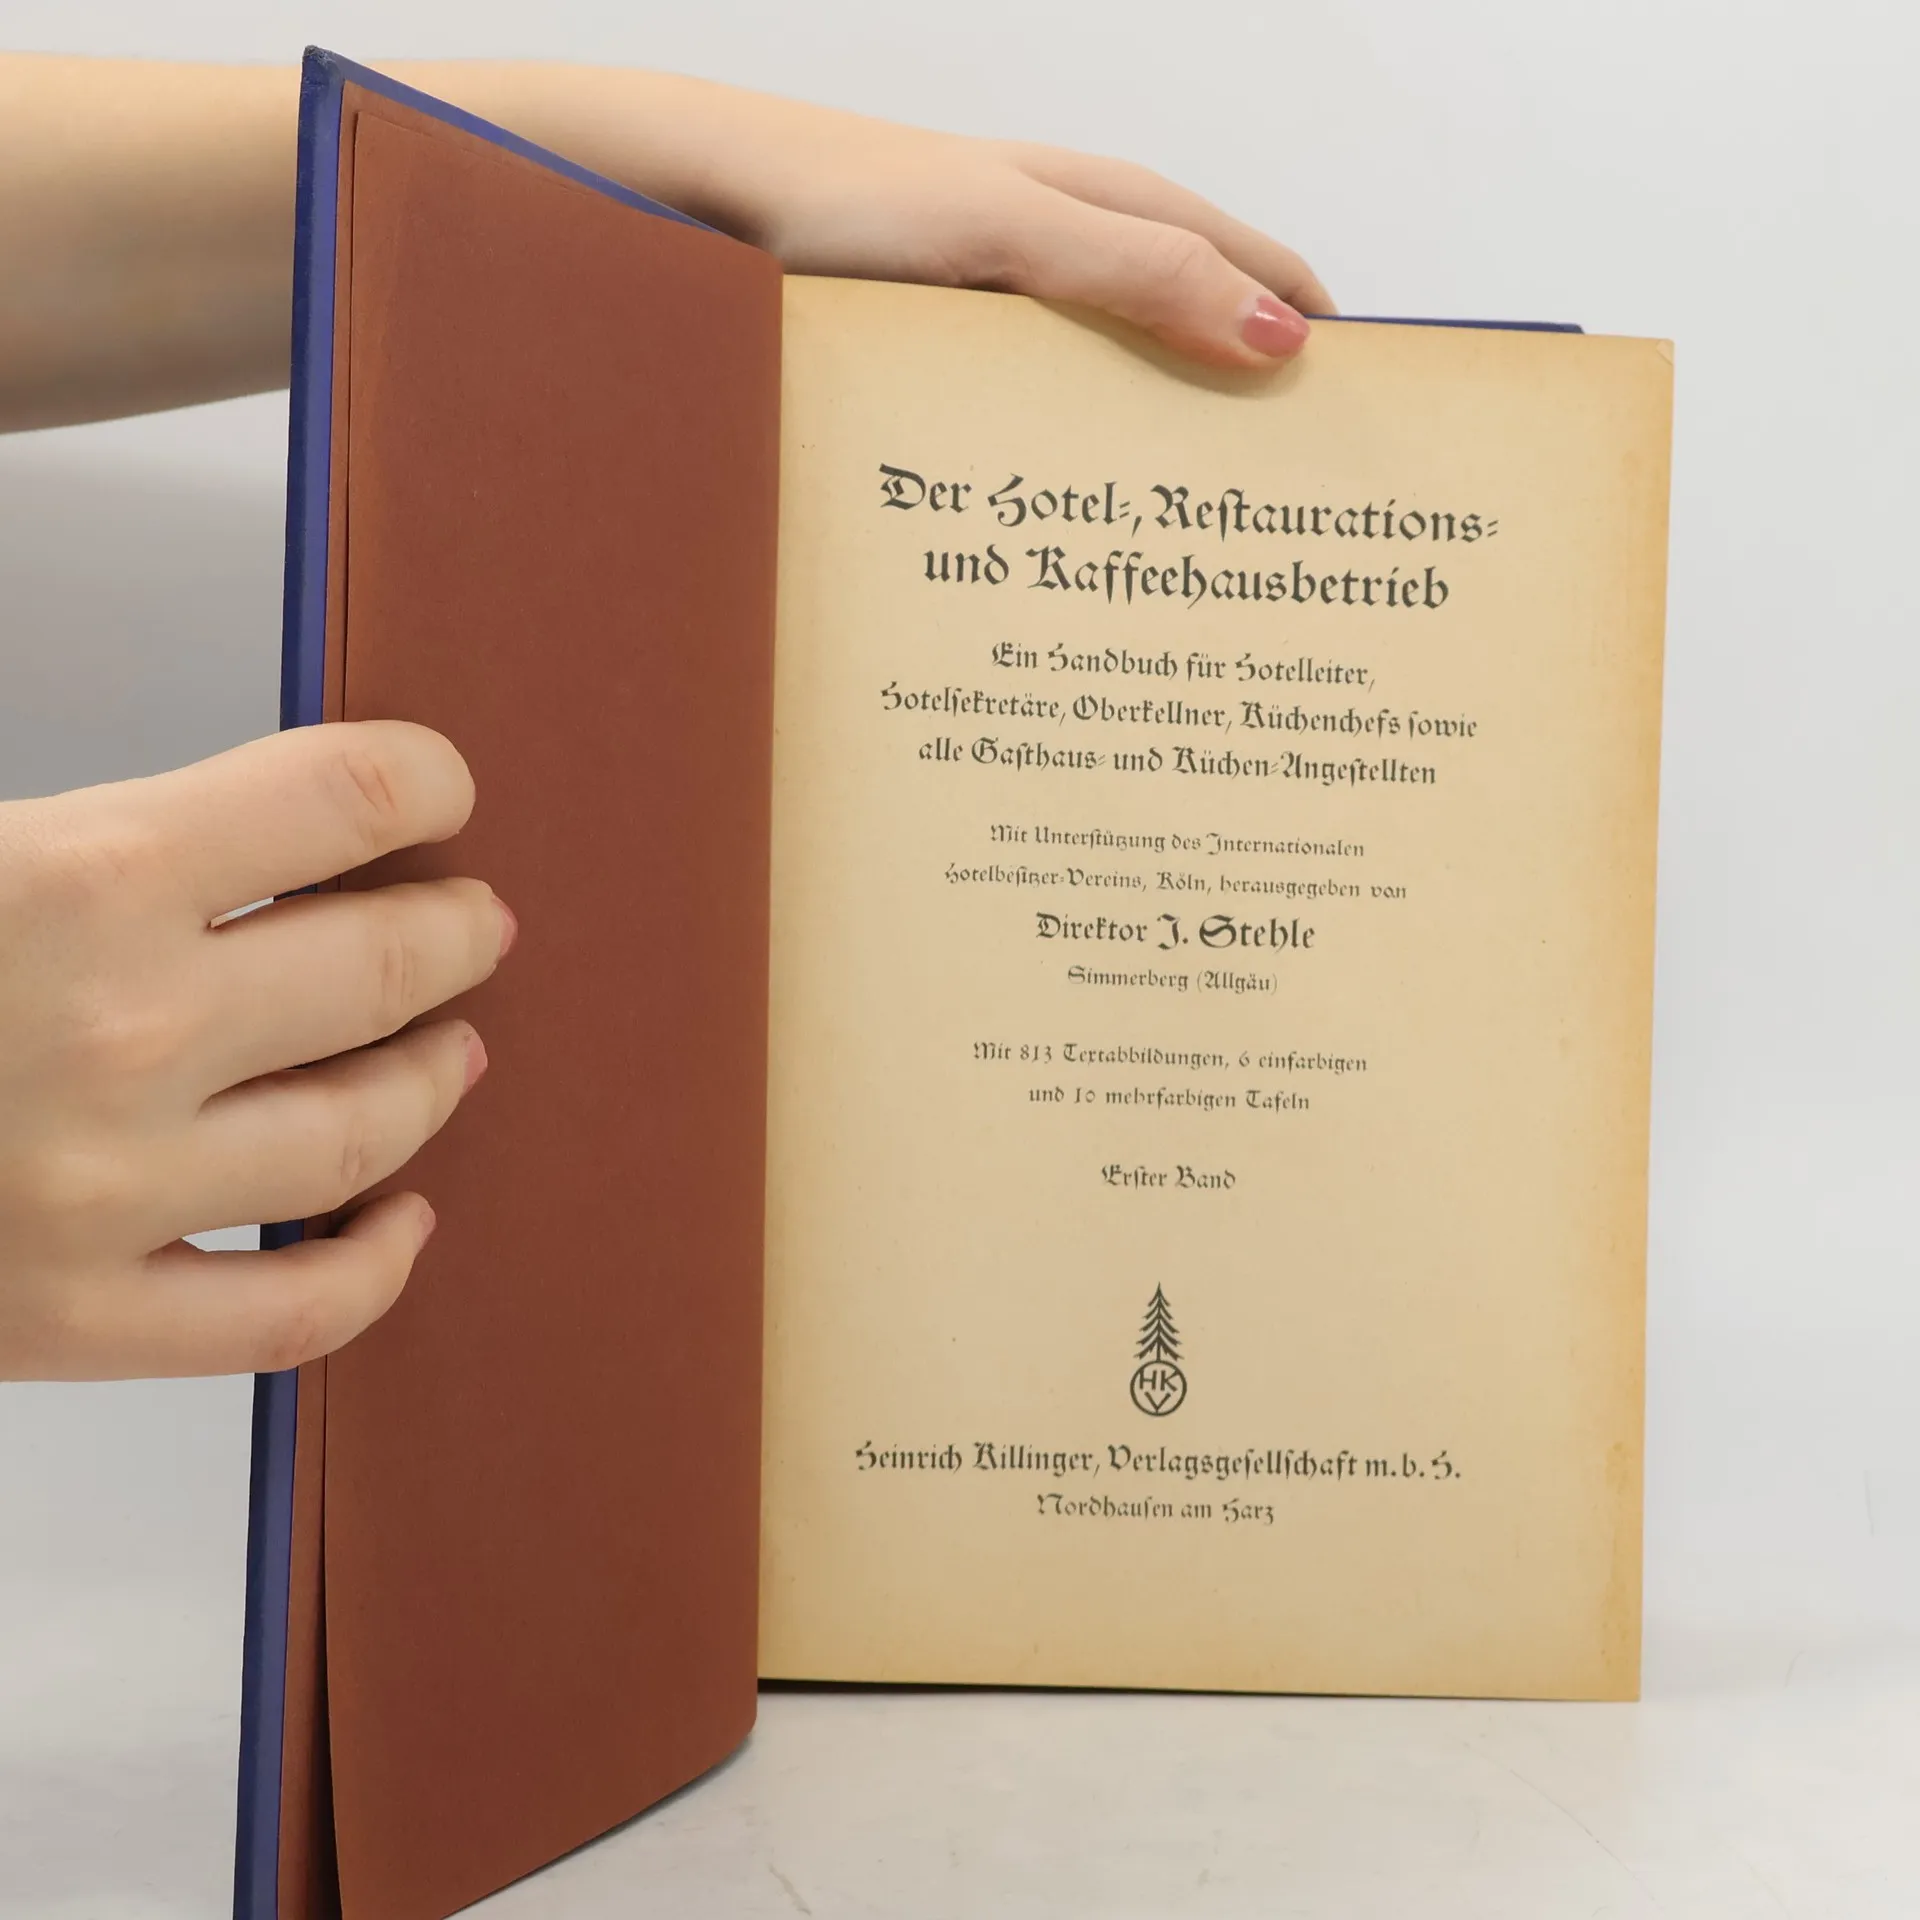 Der Hotel-, Restaurations-
und Kaffeehausbetrieb
Ein Handbuch für Hotelleiter,
Hotelsekretäre, Oberkellner, Küchenchefs sowie
alle Gasthaus- und Küchen-Angestellten
Mit Unterstützung des Internationalen
Hotelbesitzer-Vereins, Köln, herausgegeben von
Direktor J. Stehle
Simmerberg (Allgäu)
Mit 813 Textabbildungen, 6 einfarbigen
und 10 mehrfarbigen Tafeln
Erster Band
HK
V
Heinrich Killinger, Verlagsgesellschaft m. b. H.
Nordhausen am Harz